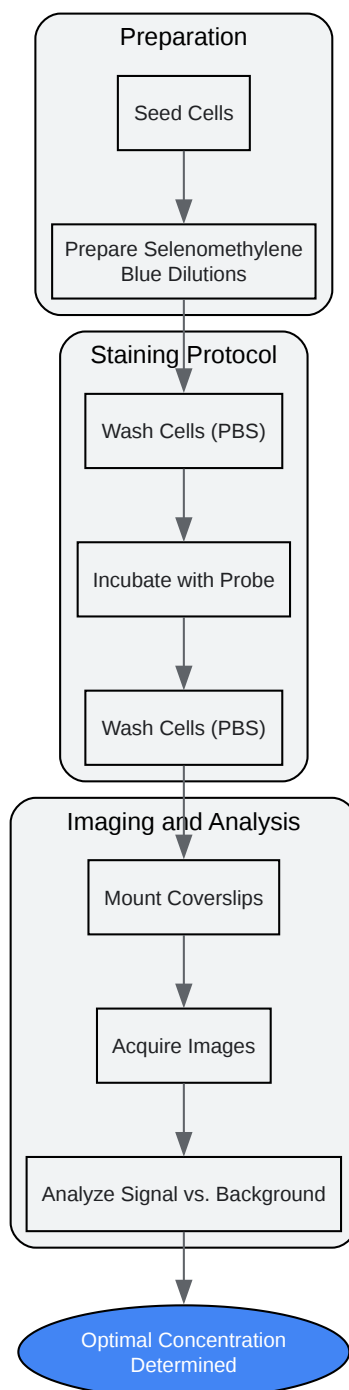 Preparation
Seed Cells
Prepare Selenomethylene
Blue Dilutions
Staining Protocol
Wash Cells (PBS)
Incubate with Probe
Wash Cells (PBS)
Imaging and Analysis
Mount Coverslips
Acquire Images
Analyze Signal vs. Background
Optimal Concentration
Determined